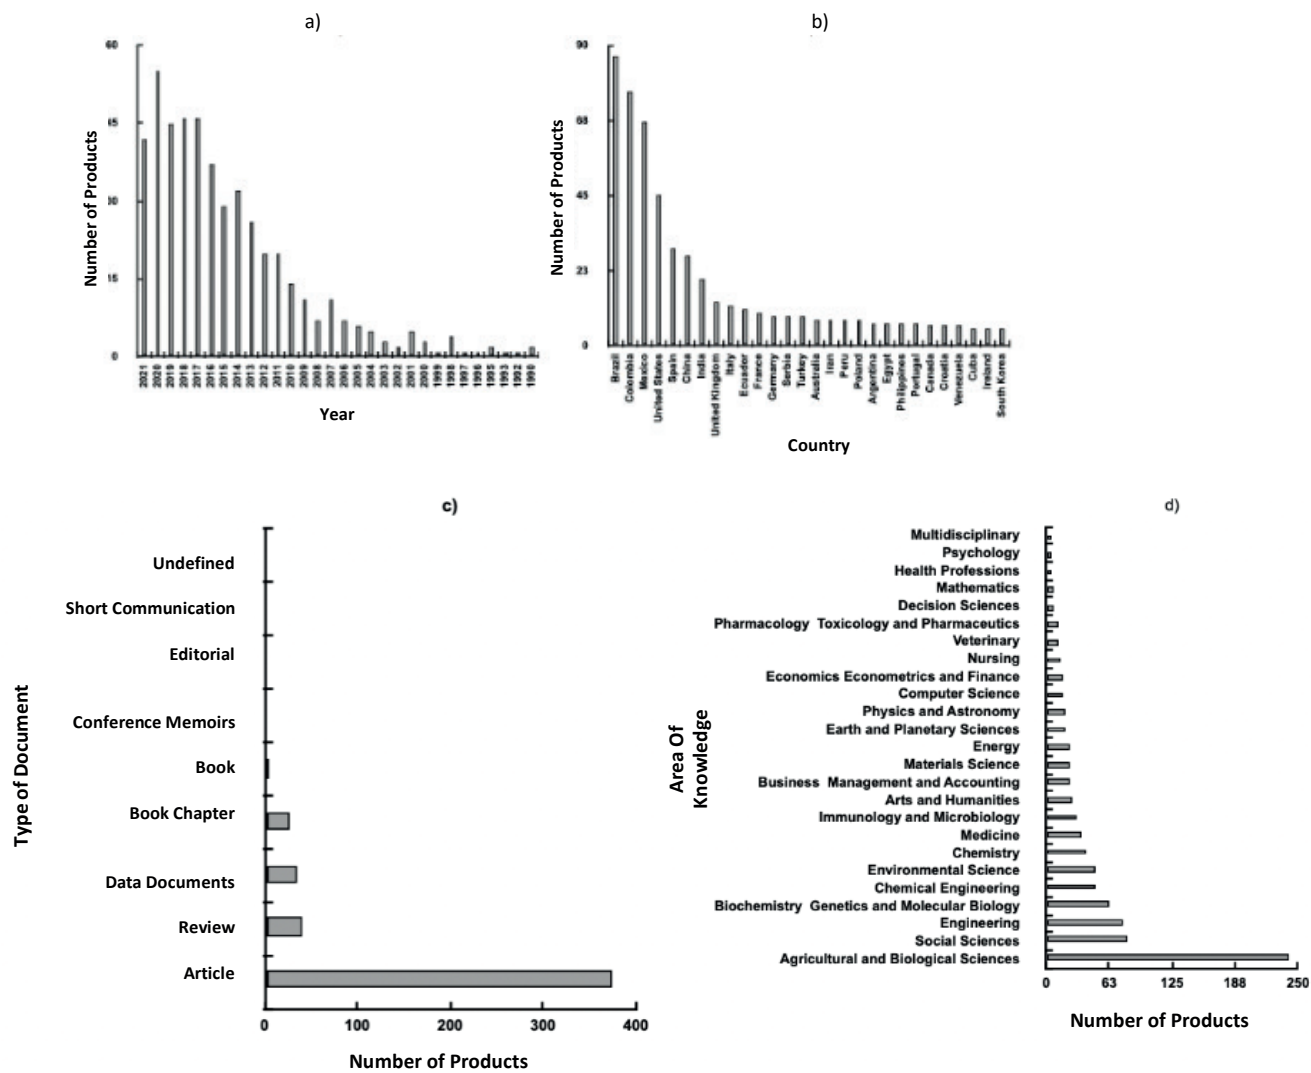 a)
60
45
30
15
0
Number of Products
2021
2020
2019
2018
2017
2016
2015
2014
2013
2012
2011
2010
2009
2008
2007
2006
2005
2004
2003
2002
2001
2000
1999
1998
1997
1996
1995
1993
1992
1990
Year
b)
90
68
45
23
0
Number of Products
Brazil
Colombia
Mexico
United States
Spain
China
India
United Kingdom
Italy
Ecuador
France
Germany
Serbia
Turkey
Australia
Iran
Peru
Poland
Argentina
Egypt
Philippines
Portugal
Canada
Croatia
Venezuela
Cuba
Ireland
South Korea
Country
c)
Type of Document
Undefined
Short Communication
Editorial
Conference Memoirs
Book
Book Chapter
Data Documents
Review
Article
0
100
200
300
400
Number of Products
d)
Area Of
Knowledge
Multidisciplinary
Psychology
Health Professions
Mathematics
Decision Sciences
Pharmacology Toxicology and Pharmaceutics
Veterinary
Nursing
Economics Econometrics and Finance
Computer Science
Physics and Astronomy
Earth and Planetary Sciences
Energy
Materials Science
Business Management and Accounting
Arts and Humanities
Immunology and Microbiology
Medicine
Chemistry
Environmental Science
Chemical Engineering
Biochemistry Genetics and Molecular Biology
Engineering
Social Sciences
Agricultural and Biological Sciences
0
63
125
188
250
Number of Products